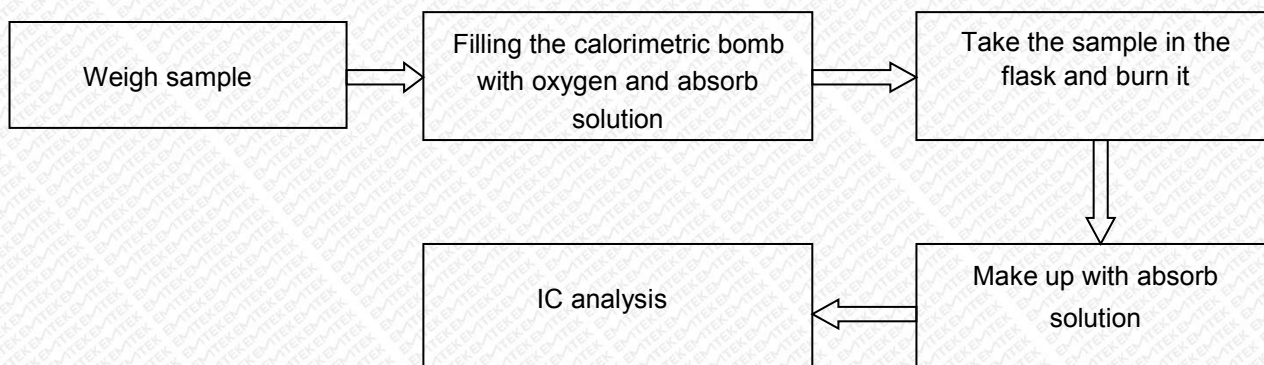 Weigh sample
Filling the calorimetric bomb
with oxygen and absorb
solution
Take the sample in the
flask and burn it
Make up with absorb
solution
IC analysis